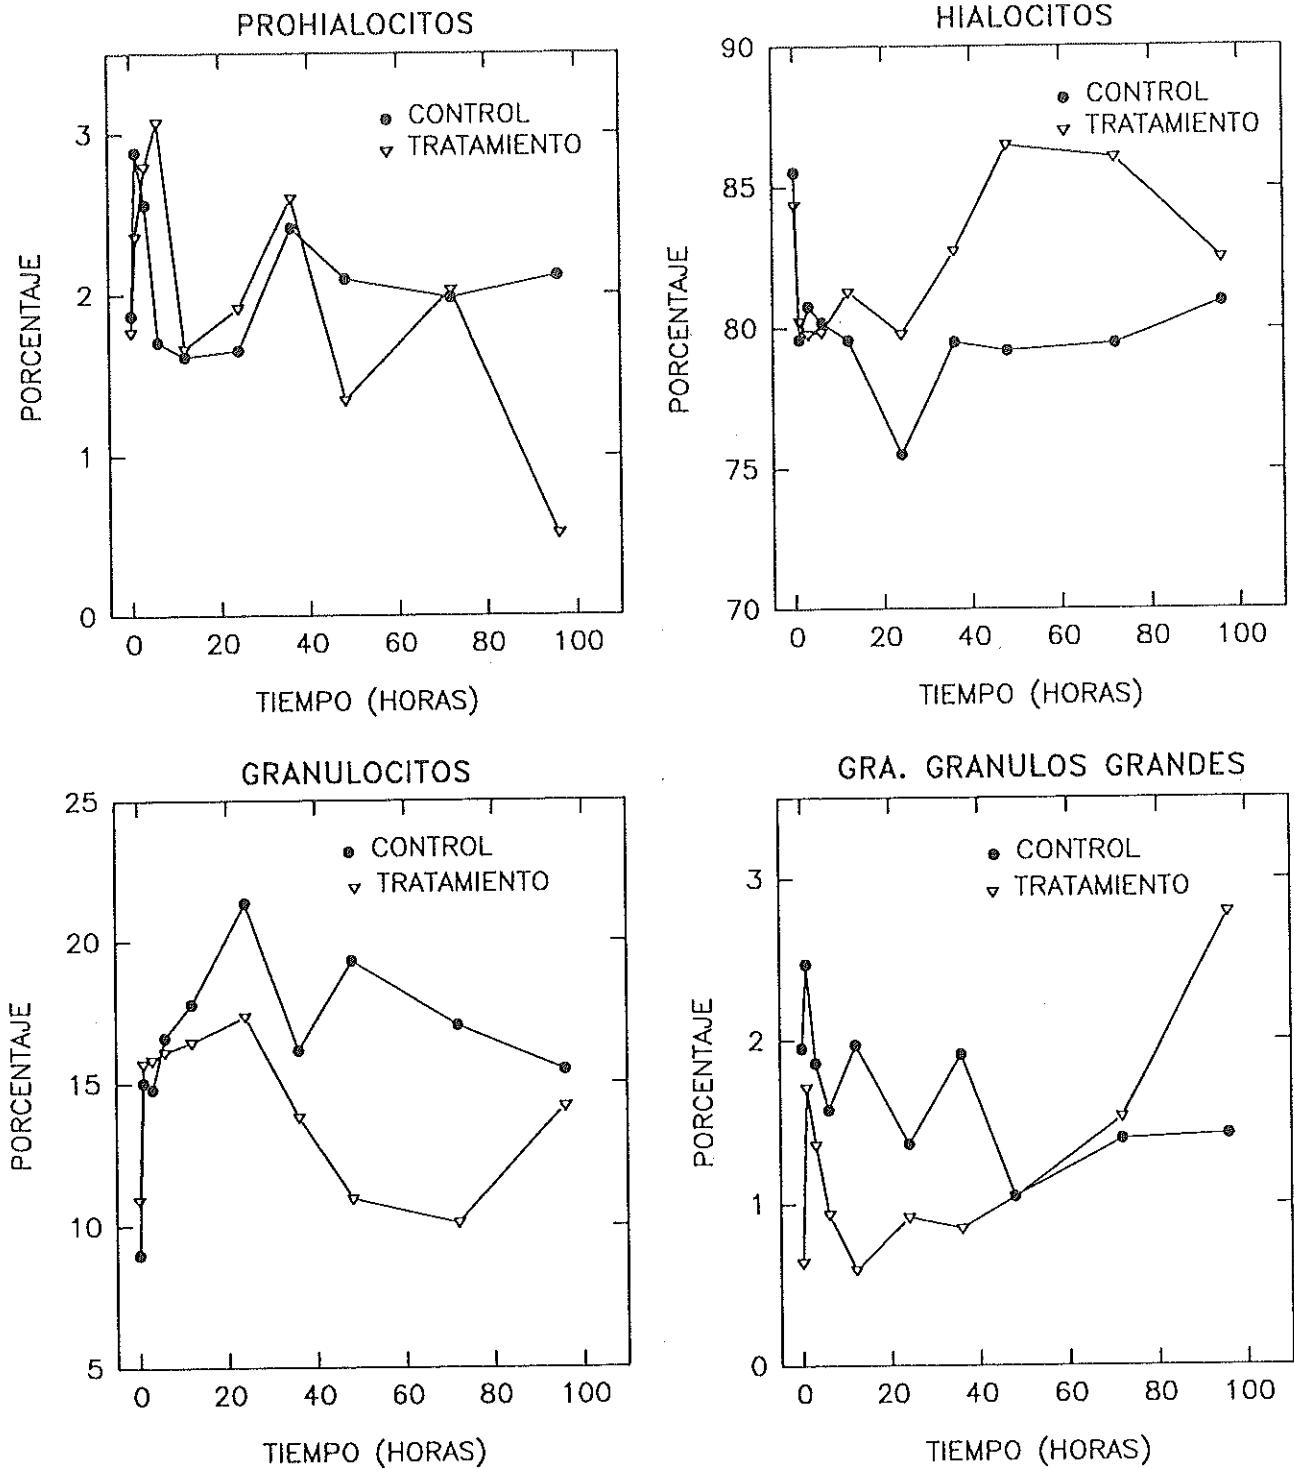 PROHIALOCITOS
CONTROL
TRATAMIENTO
3
2
1
0
PORCENTAJE
0 20 40 60 80 100
TIEMPO (HORAS)
HIALOCITOS
CONTROL
TRATAMIENTO
90
85
80
75
70
PORCENTAJE
0 20 40 60 80 100
TIEMPO (HORAS)
GRANULOCITOS
CONTROL
TRATAMIENTO
25
20
15
10
5
PORCENTAJE
0 20 40 60 80 100
TIEMPO (HORAS)
GRA. GRANULOS GRANDES
CONTROL
TRATAMIENTO
3
2
1
0
PORCENTAJE
0 20 40 60 80 100
TIEMPO (HORAS)